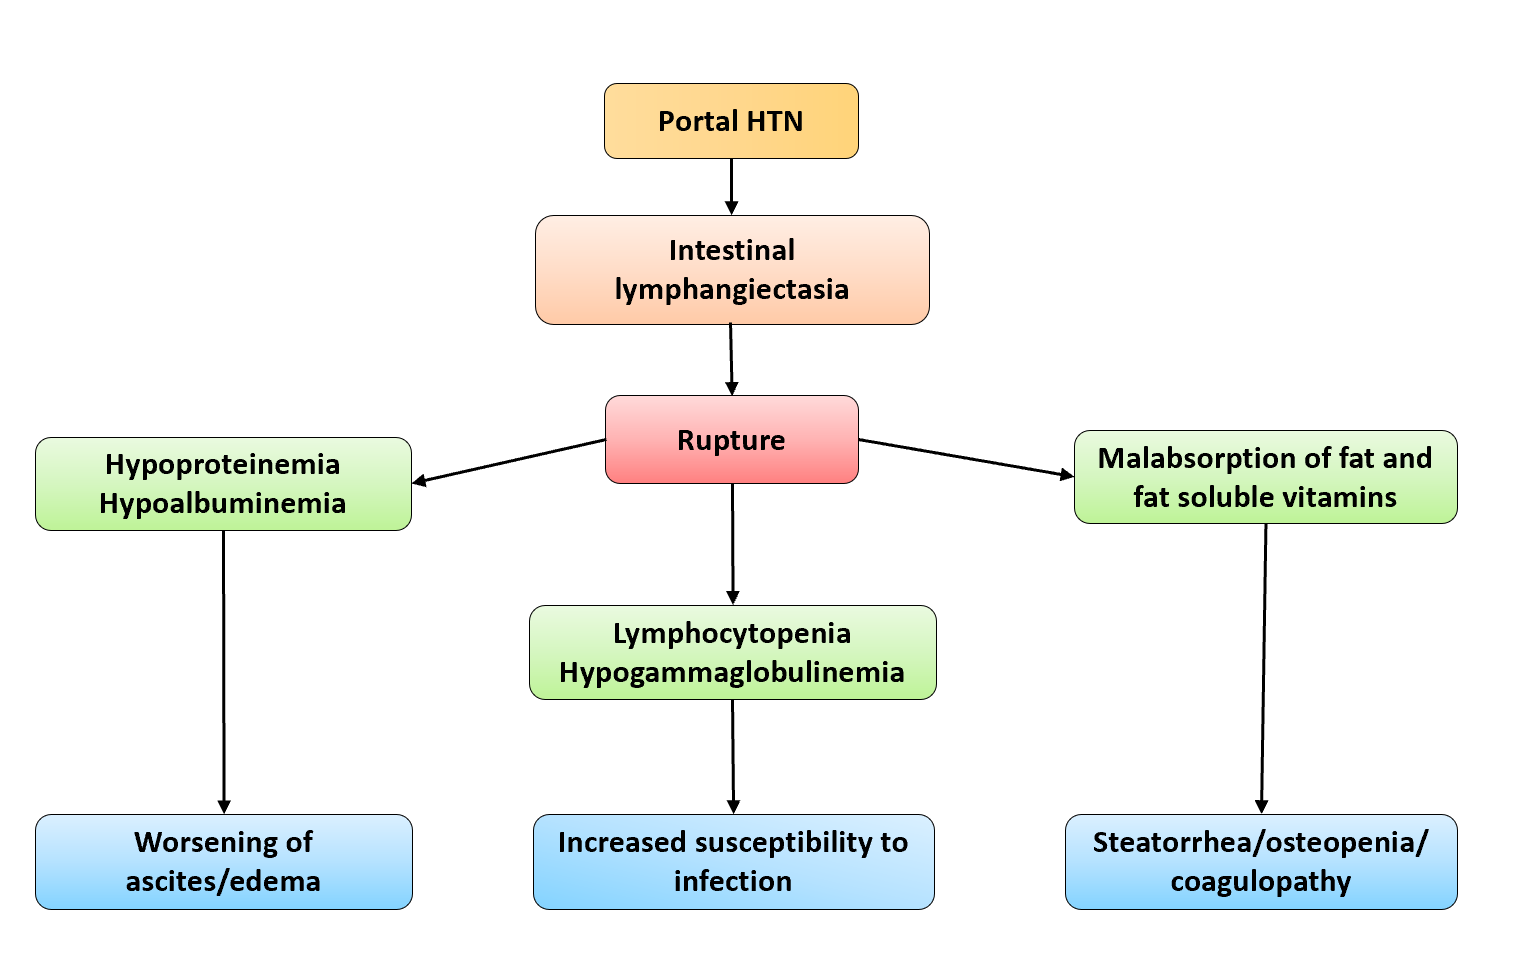 Portal HTN
Intestinal
lymphangiectasia
Rupture
Hypoproteinemia
Hypoalbuminemia
Malabsorption of fat and
fat soluble vitamins
Lymphocytopenia
Hypogammaglobulinemia
Worsening of
ascites/edema
Increased susceptibility to
infection
Steatorrhea/osteopenia/
coagulopathy